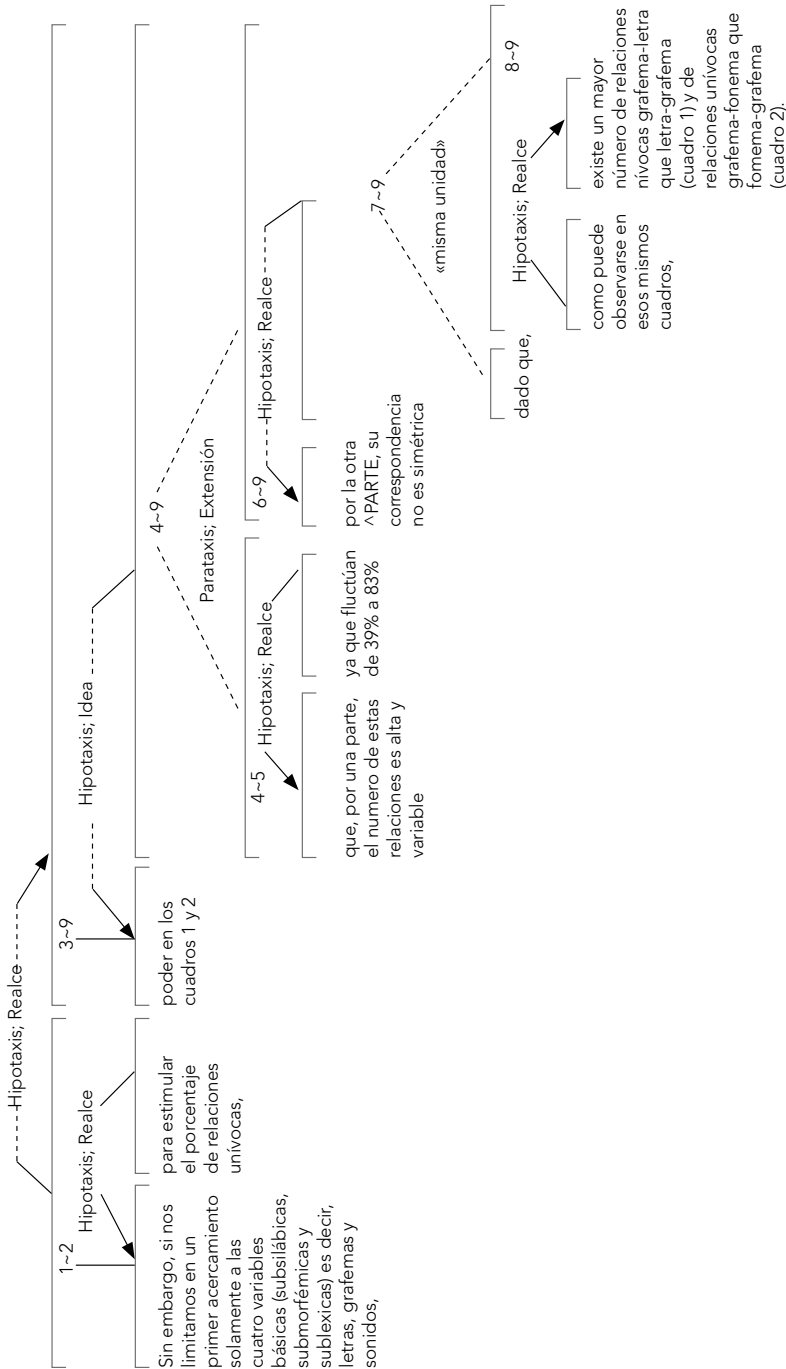 Hipotaxis; Realce
1~2
3~9
Hipotaxis; Realce
Hipotaxis; Idea
Sin embargo, si nos
limitamos en un
primer acercamiento
solamente a las
cuatro variables
básicas (subsilábicas,
submorfémicas y
sublexicas) es decir,
letras, grafemas y
sonidos,
para estimular
el porcentaje
de relaciones
unívocas,
poder en los
cuadros 1 y 2
4~9
Parataxis; Extensión
4~5
Hipotaxis; Realce
6~9
Hipotaxis; Realce
que, por una parte,
el numero de estas
relaciones es alta y
variable
ya que fluctúan
de 39% a 83%
por la otra
^PARTE, su
correspondencia
no es simétrica
7~9
«misma unidad»
dado que,
8~9
Hipotaxis; Realce
como puede
observarse en
esos mismos
cuadros,
existe un mayor
número de relaciones
nívocas grafema-letra
que letra-grafema
(cuadro 1) y de
relaciones unívocas
grafema-fonema que
fomema-grafema
(cuadro 2).